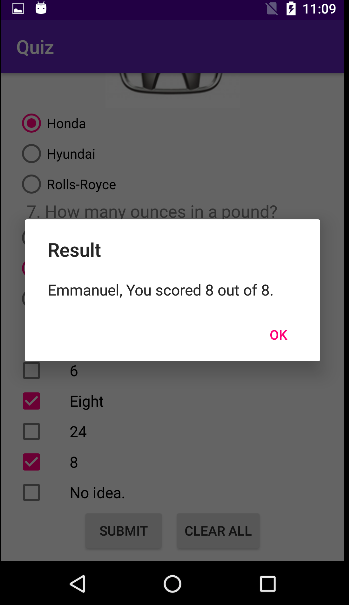 11:09
Quiz
Honda
Hyundai
Rolls-Royce
7. How many ounces in a pound?
Result
Emmanuel, You scored 8 out of 8.
OK
6
Eight
24
8
No idea.
SUBMIT
CLEAR ALL